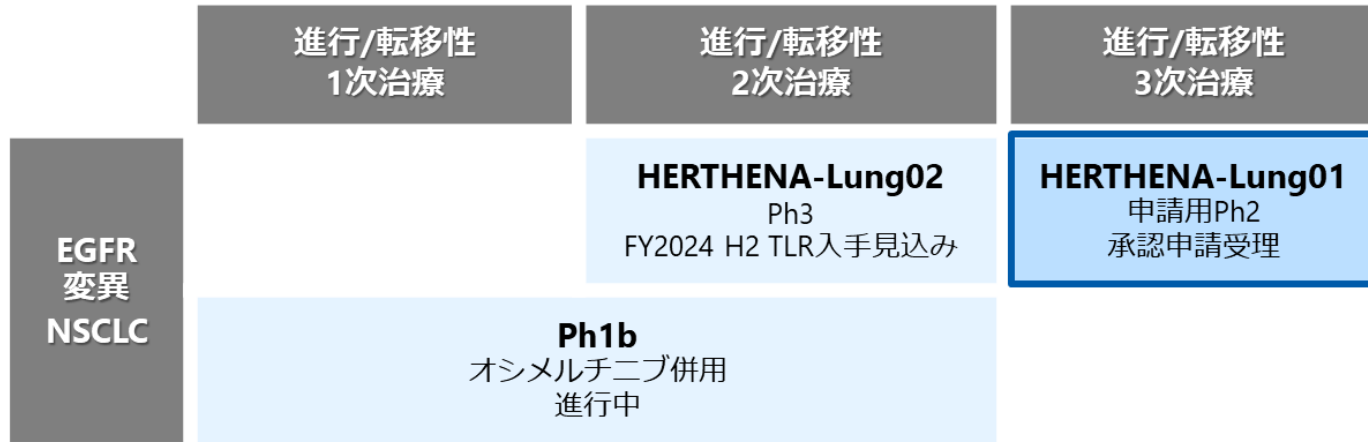 進行/転移性
1次治療
進行/転移性
2次治療
進行/転移性
3次治療
EGFR
変異
NSCLC
HERTHENA-Lung02
Ph3
FY2024 H2 TLR入手見込み
HERTHENA-Lung01
申請用Ph2
承認申請受理
Ph1b
オシメルチニブ併用
進行中